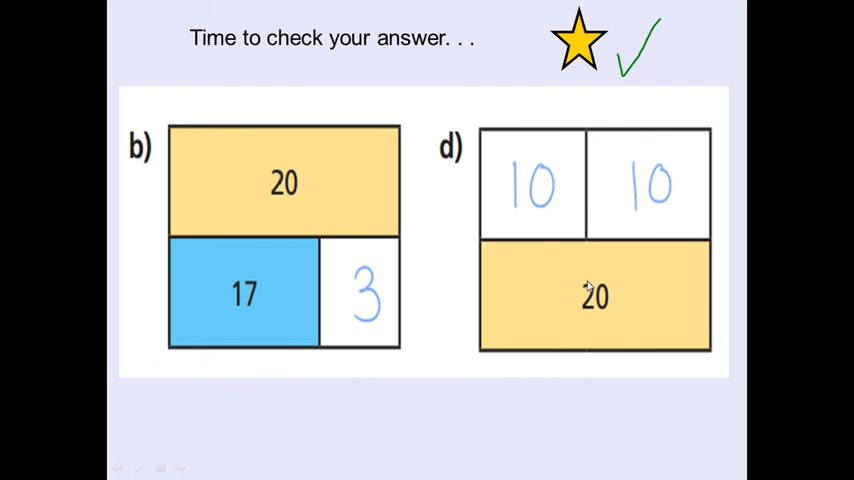 Time to check your answer. . .
b)
20
17 3
d)
10 10
20